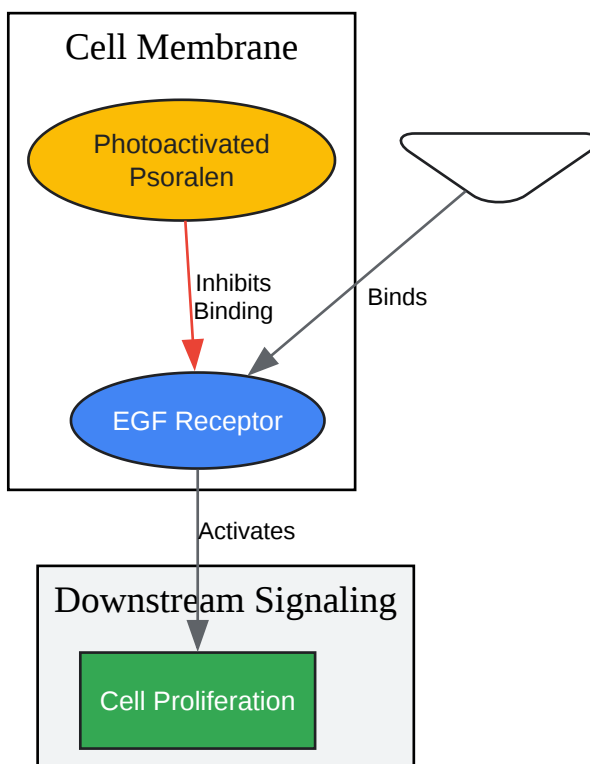 Cell Membrane
Photoactivated
Psoralen
Inhibits
Binding
Binds
EGF Receptor
Activates
Downstream Signaling
Cell Proliferation